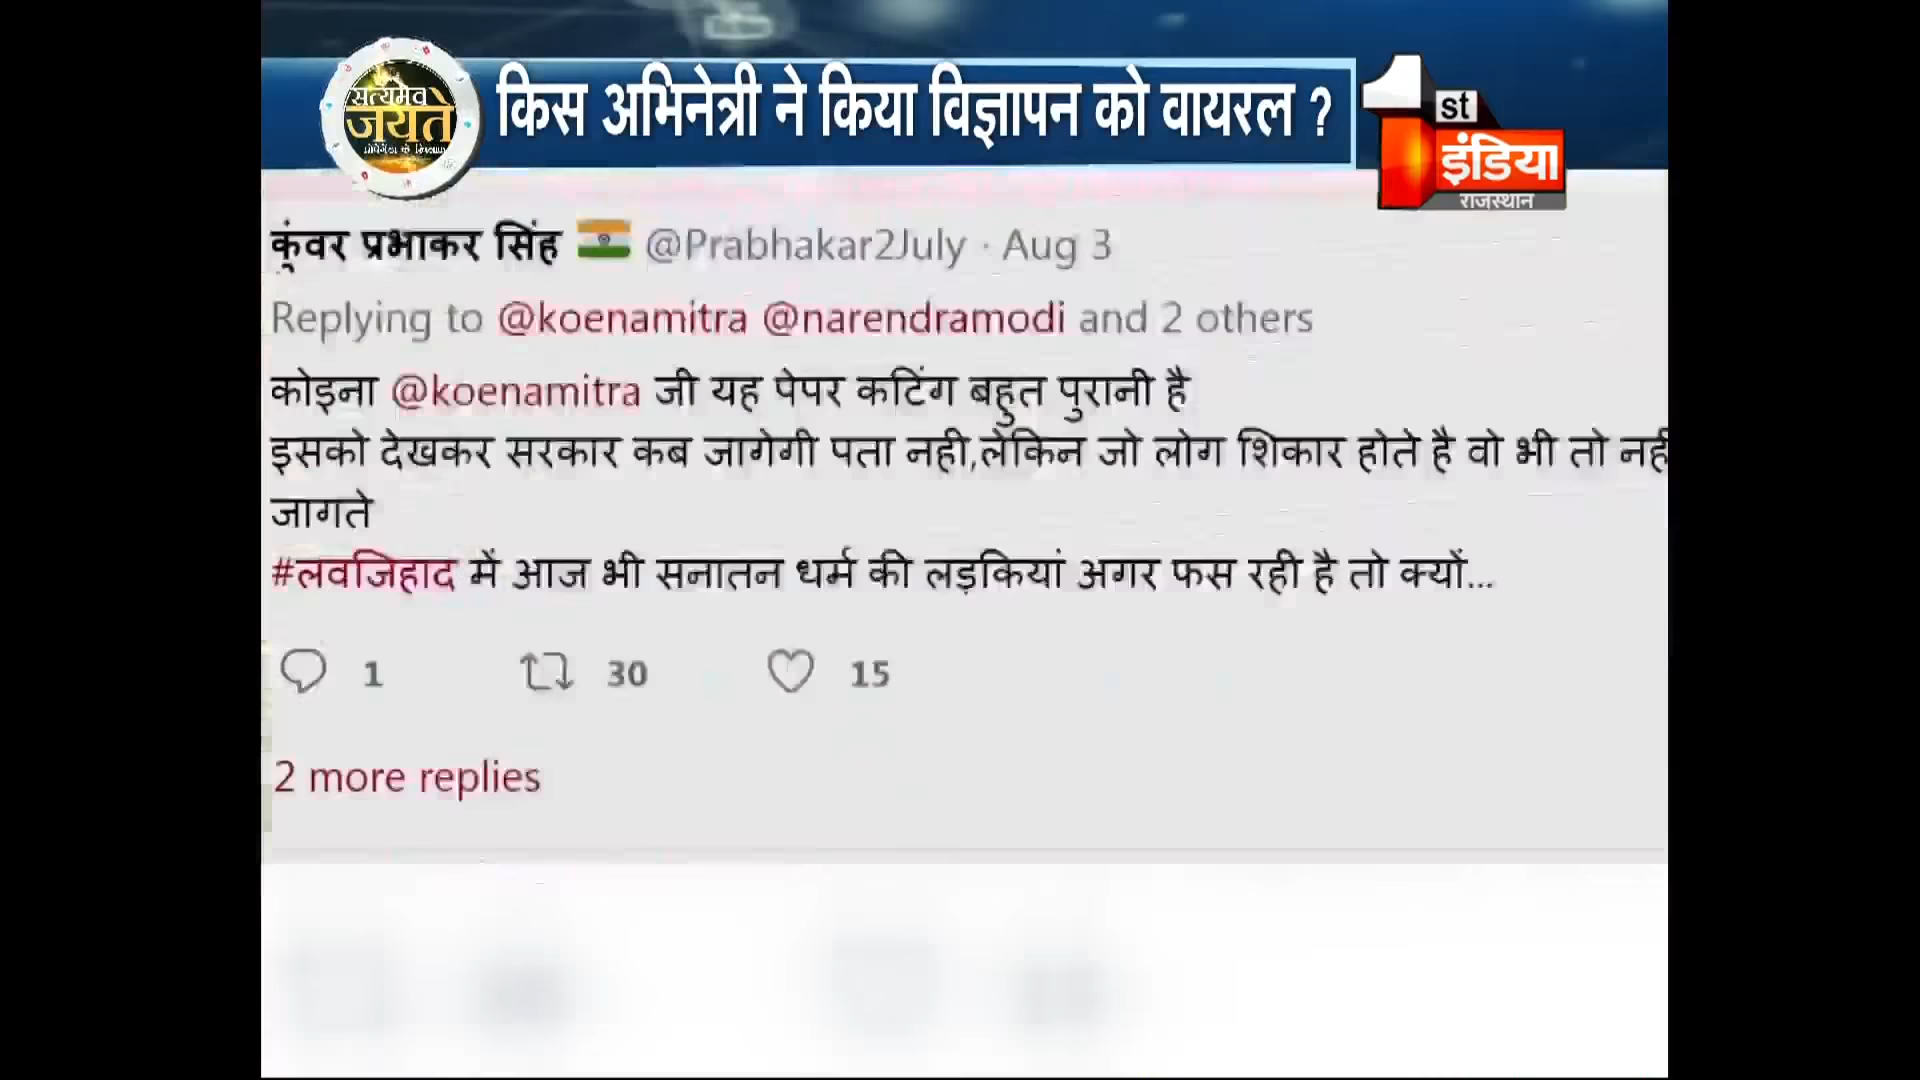 सत्यमेव
जयते
किस अभिनेत्री ने किया विज्ञापन को वायरल ?
1st
इंडिया
राजस्थान
कुंवर प्रभाकर सिंह @Prabhakar2July · Aug 3
Replying to @koenamitra @narendramodi and 2 others
कोइना @koenamitra जी यह पेपर कटिंग बहुत पुरानी है
इसको देखकर सरकार कब जागेगी पता नही,लेकिन जो लोग शिकार होते है वो भी तो नही
जागते
#लवजिहाद में आज भी सनातन धर्म की लड़कियां अगर फस रही है तो क्यों...
1 30 15
2 more replies